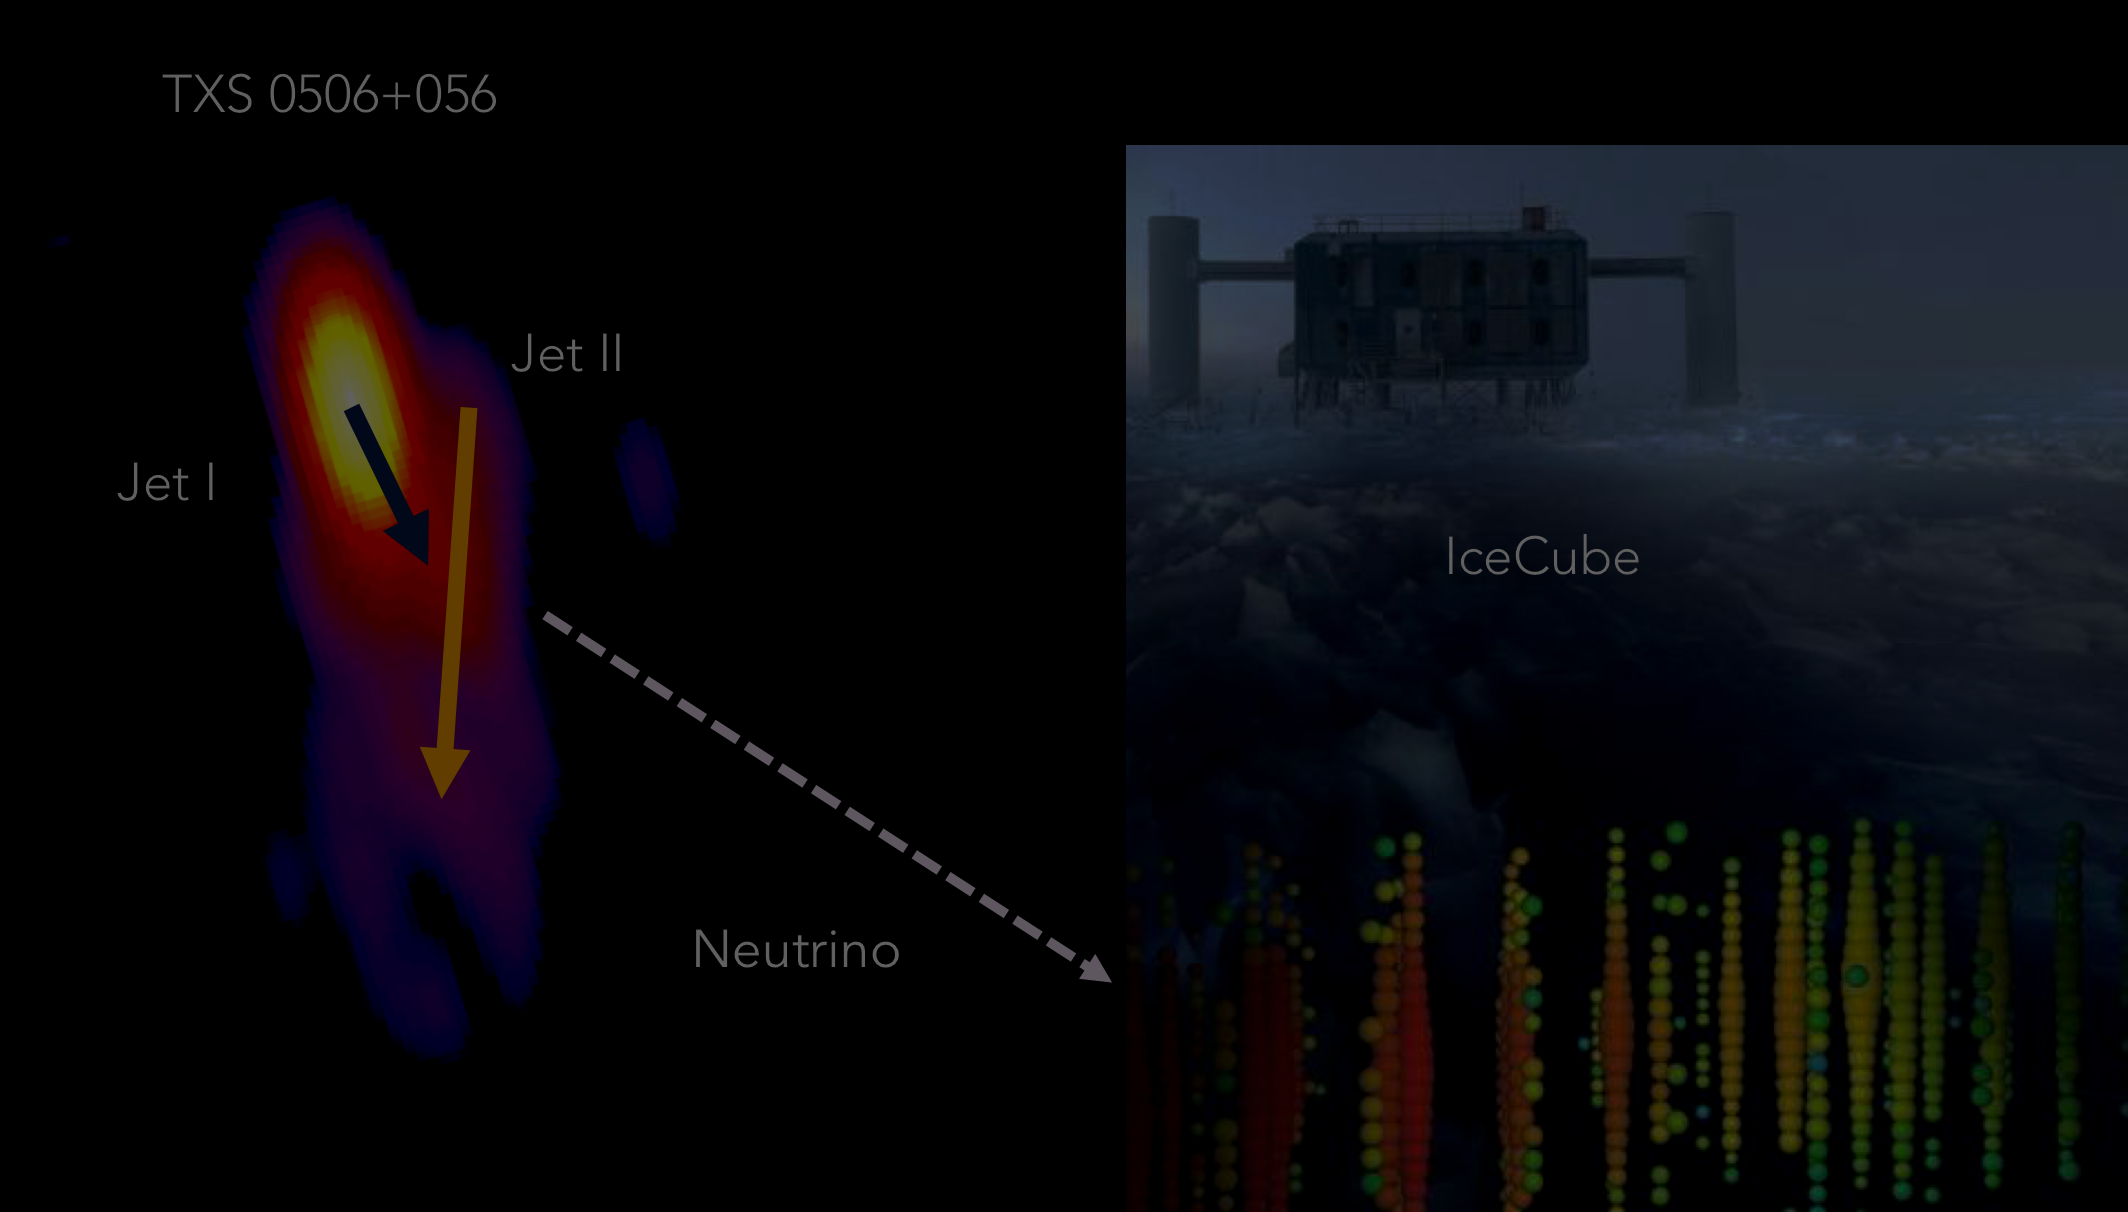 TXS 0506+056
Jet II
Jet I
IceCube
Neutrino